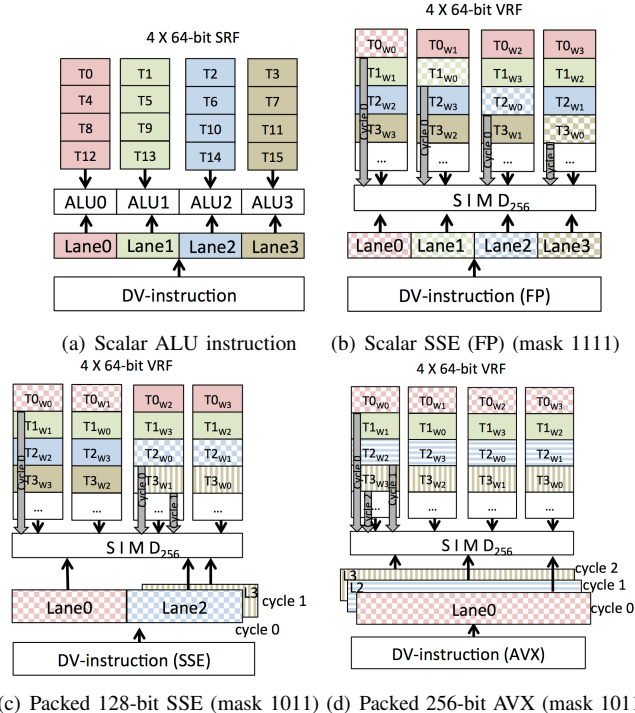 4 X 64-bit SRF
T0 T1 T2 T3
T4 T5 T6 T7
T8 T9 T10 T11
T12 T13 T14 T15
ALU0 ALU1 ALU2 ALU3
Lane0 Lane1 Lane2 Lane3
DV-instruction
(a) Scalar ALU instruction
4 X 64-bit VRF
T0W0 T0W1 T0W2 T0W3
T1W1 T1W0 T1W3 T1W2
T2W2 T2W3 T2W0 T2W1
T3W3 T3W2 T3W1 T3W0
... ... ... ...
Cycle 0 Cycle 0 Cycle 0 Cycle 0
S I M D256
Lane0 Lane1 Lane2 Lane3
DV-instruction (FP)
(b) Scalar SSE (FP) (mask 1111)
4 X 64-bit VRF
T0W0 T0W1 T0W2 T0W3
T1W1 T1W0 T1W3 T1W2
T2W2 T2W3 T2W0 T2W1
T3W3 T3W2 T3W1 T3W0
... ... ... ...
Cycle 0 Cycle 0 Cycle 1
S I M D256
L3
Lane0 Lane2 cycle 1
cycle 0
DV-instruction (SSE)
(c) Packed 128-bit SSE (mask 1011)
4 X 64-bit VRF
T0W0 T0W1 T0W2 T0W3
T1W1 T1W0 T1W3 T1W2
T2W2 T2W3 T2W0 T2W1
T3W3 T3W2 T3W1 T3W0
... ... ... ...
Cycle 0 Cycle 2 Cycle 1
S I M D256
L3 cycle 2
L2 cycle 1
Lane0 cycle 0
DV-instruction (AVX)
(d) Packed 256-bit AVX (mask 1011